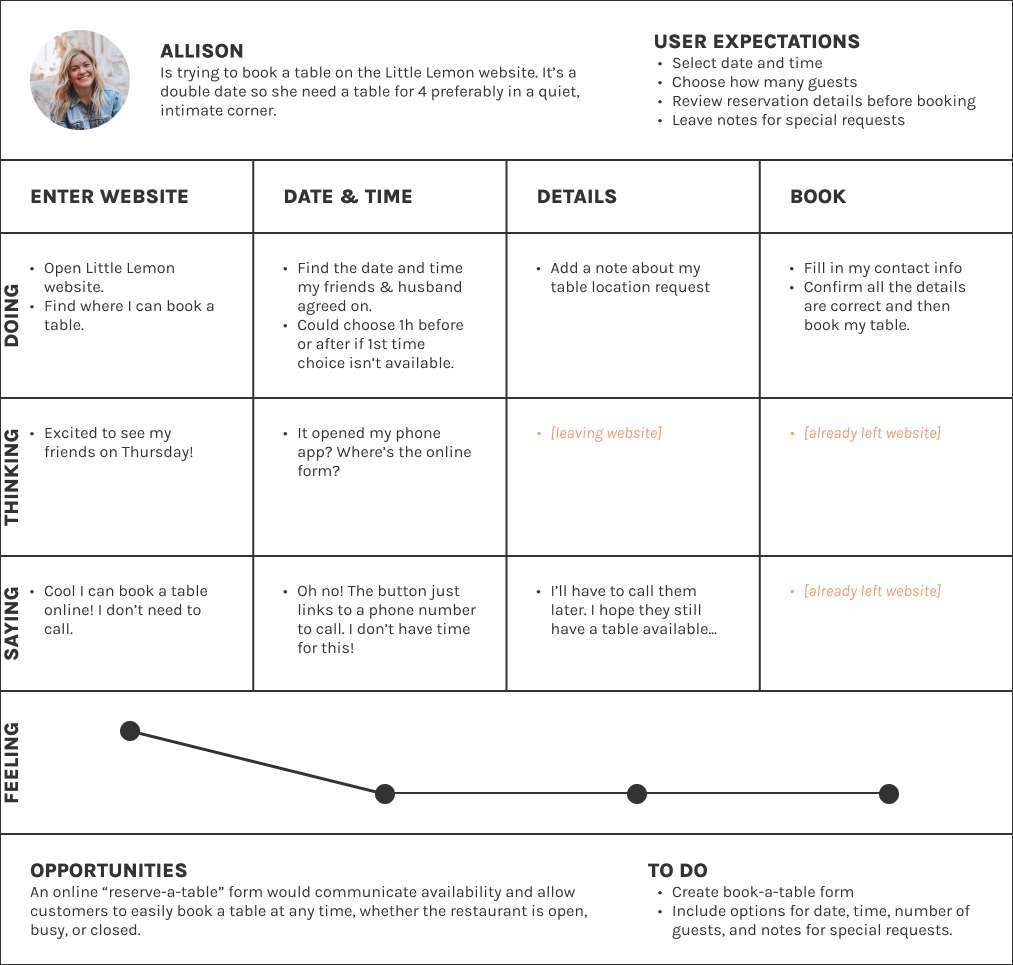 ALLISON
Is trying to book a table on the Little Lemon website. It's a
double date so she need a table for 4 preferably in a quiet,
intimate corner.
USER EXPECTATIONS
• Select date and time
• Choose how many guests
• Review reservation details before booking
• Leave notes for special requests
ENTER WEBSITE
DATE & TIME
DETAILS
BOOK
DOING
• Open Little Lemon
website.
• Find where I can book a
table.
• Find the date and time
my friends & husband
agreed on.
• Could choose 1h before
or after if 1st time
choice isn't available.
• Add a note about my
table location request
• Fill in my contact info
• Confirm all the details
are correct and then
book my table.
THINKING
• Excited to see my
friends on Thursday!
• It opened my phone
app? Where's the online
form?
• [leaving website]
• [already left website]
SAYING
• Cool I can book a table
online! I don't need to
call.
• Oh no! The button just
links to a phone number
to call. I don't have time
for this!
• I'll have to call them
later. I hope they still
have a table available...
• [already left website]
FEELING
OPPORTUNITIES
An online “reserve-a-table” form would communicate availability and allow
customers to easily book a table at any time, whether the restaurant is open,
busy, or closed.
TO DO
• Create book-a-table form
• Include options for date, time, number of
guests, and notes for special requests.